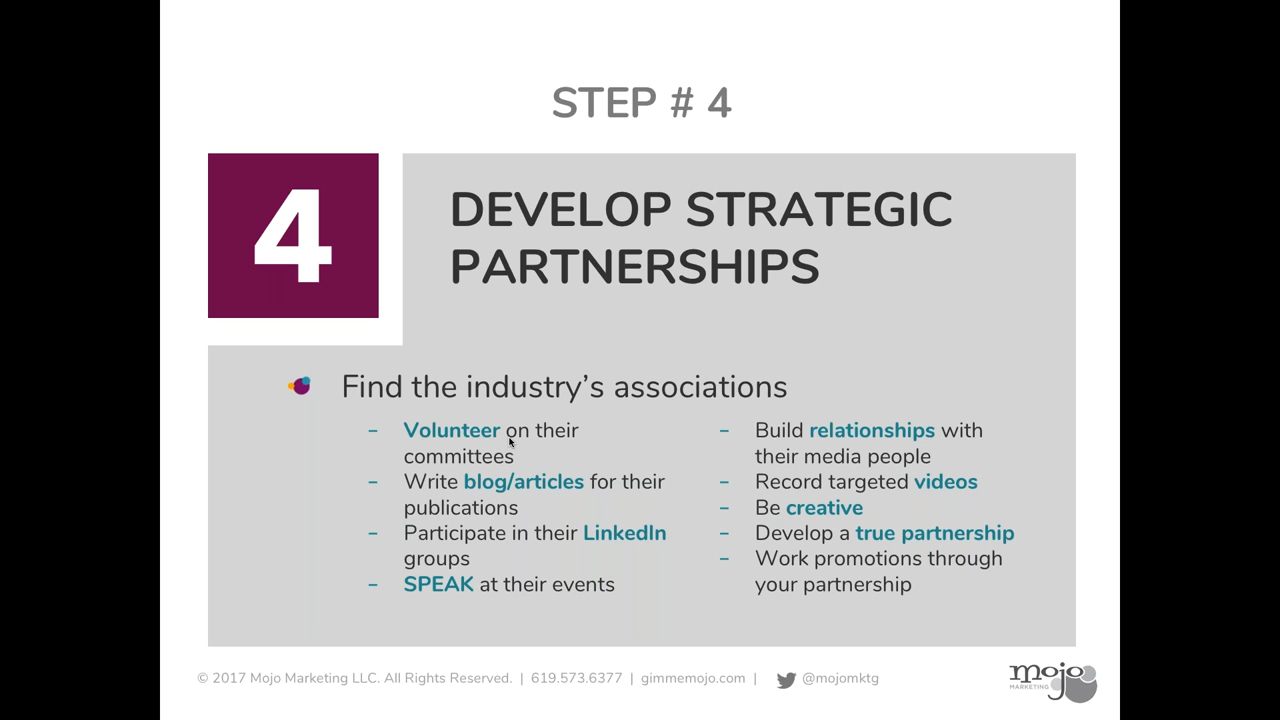 STEP # 4
4
DEVELOP STRATEGIC
PARTNERSHIPS
Find the industry's associations
– Volunteer on their
committees
– Write blog/articles for their
publications
– Participate in their LinkedIn
groups
– SPEAK at their events
– Build relationships with
their media people
– Record targeted videos
– Be creative
– Develop a true partnership
– Work promotions through
your partnership
© 2017 Mojo Marketing LLC. All Rights Reserved. | 619.573.6377 | gimmemojo.com | @mojomktg
mojo
MARKETING